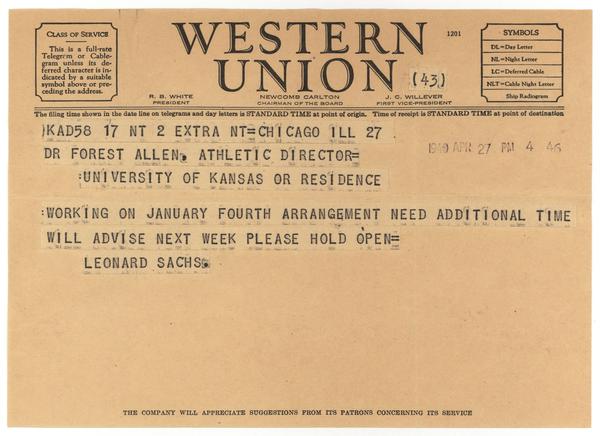 CLASS OF SERVICE
This is a full-rate
Telegram or Cable-
gram unless its de-
ferred character is in-
dicated by a suitable
symbol above or pre-
ceding the address.
WESTERN
UNION
(43)
1201
R. B. WHITE
PRESIDENT
NEWCOMB CARLTON
CHAIRMAN OF THE BOARD
J. C. WILLEVER
FIRST VICE-PRESIDENT
SYMBOLS
DL=Day Letter
NL=Night Letter
LC=Deferred Cable
NLT=Cable Night Letter
Ship Radiogram
The filing time shown in the date line on telegrams and day letters is STANDARD TIME at point of origin. Time of receipt is STANDARD TIME at point of destination
KAD58 17 NT 2 EXTRA NT=CHICAGO ILL 27
1940 APR 27 PM 4 46
DR FOREST ALLEN, ATHLETIC DIRECTOR=
:UNIVERSITY OF KANSAS OR RESIDENCE
:WORKING ON JANUARY FOURTH ARRANGEMENT NEED ADDITIONAL TIME
WILL ADVISE NEXT WEEK PLEASE HOLD OPEN=
LEONARD SACHS.
THE COMPANY WILL APPRECIATE SUGGESTIONS FROM ITS PATRONS CONCERNING ITS SERVICE